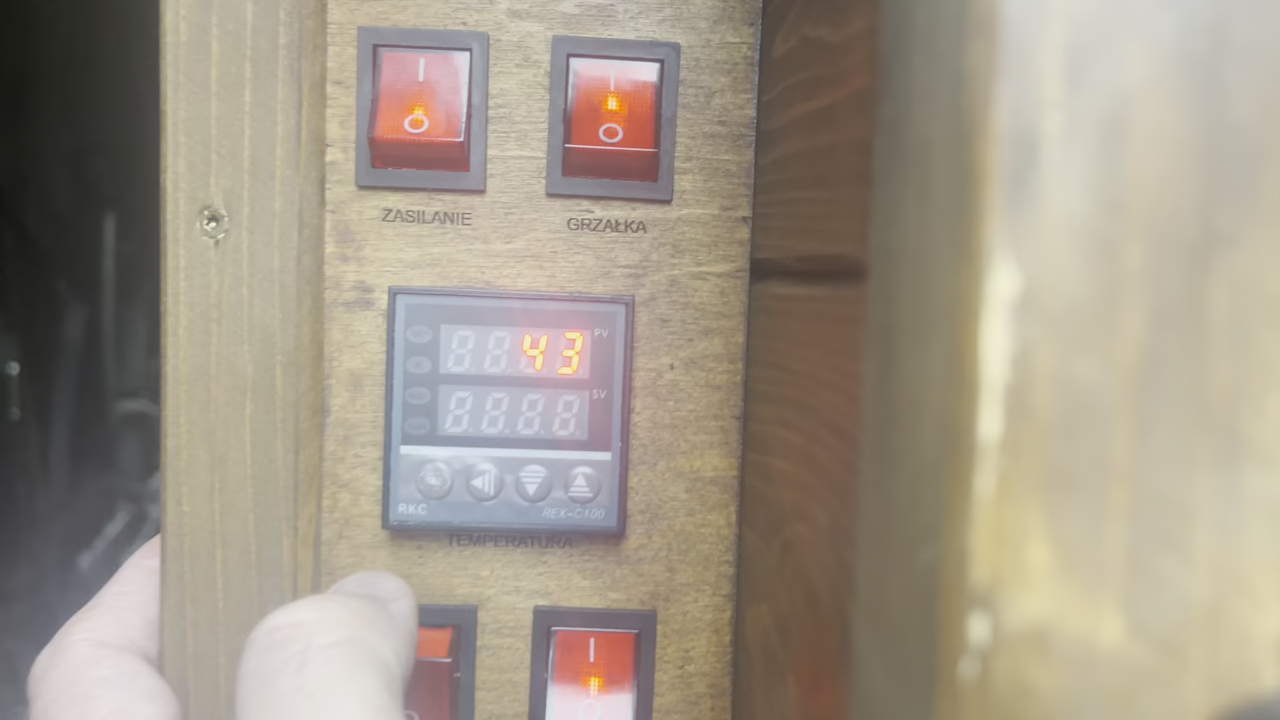 ZASILANIE
GRZAŁKA
43
PV
SV
RKC
REX-C100
TEMPERATURA